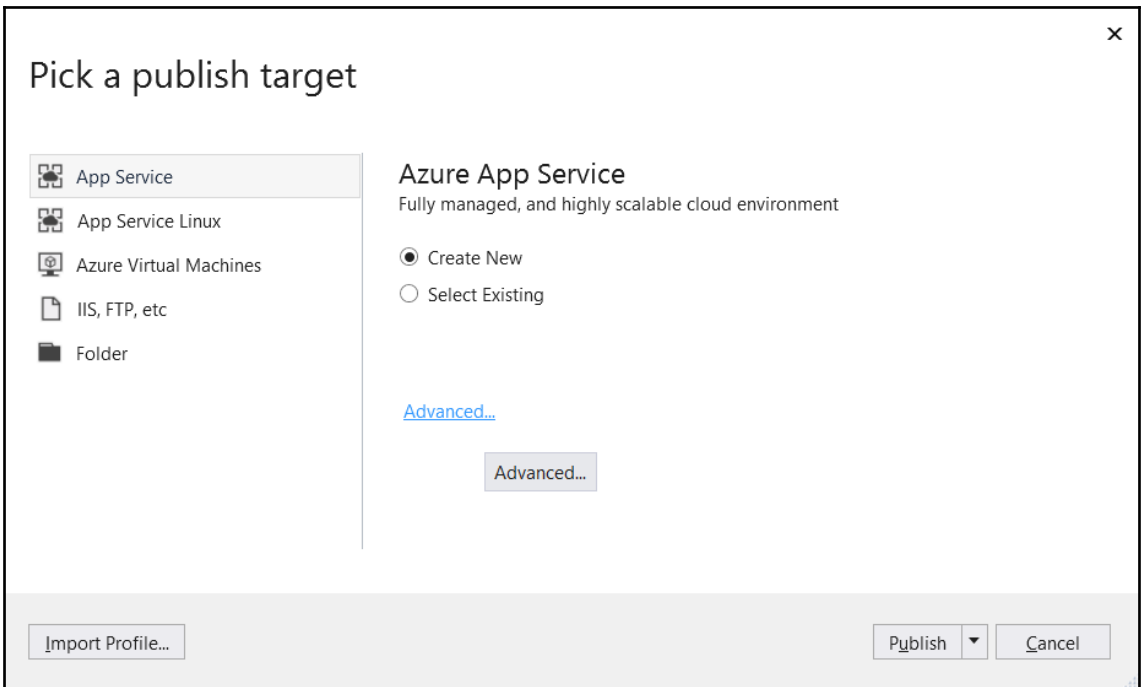 Pick a publish target
App Service
App Service Linux
Azure Virtual Machines
IIS, FTP, etc
Folder
Azure App Service
Fully managed, and highly scalable cloud environment
Create New
Select Existing
Advanced...
Advanced...
Import Profile...
Publish
Cancel